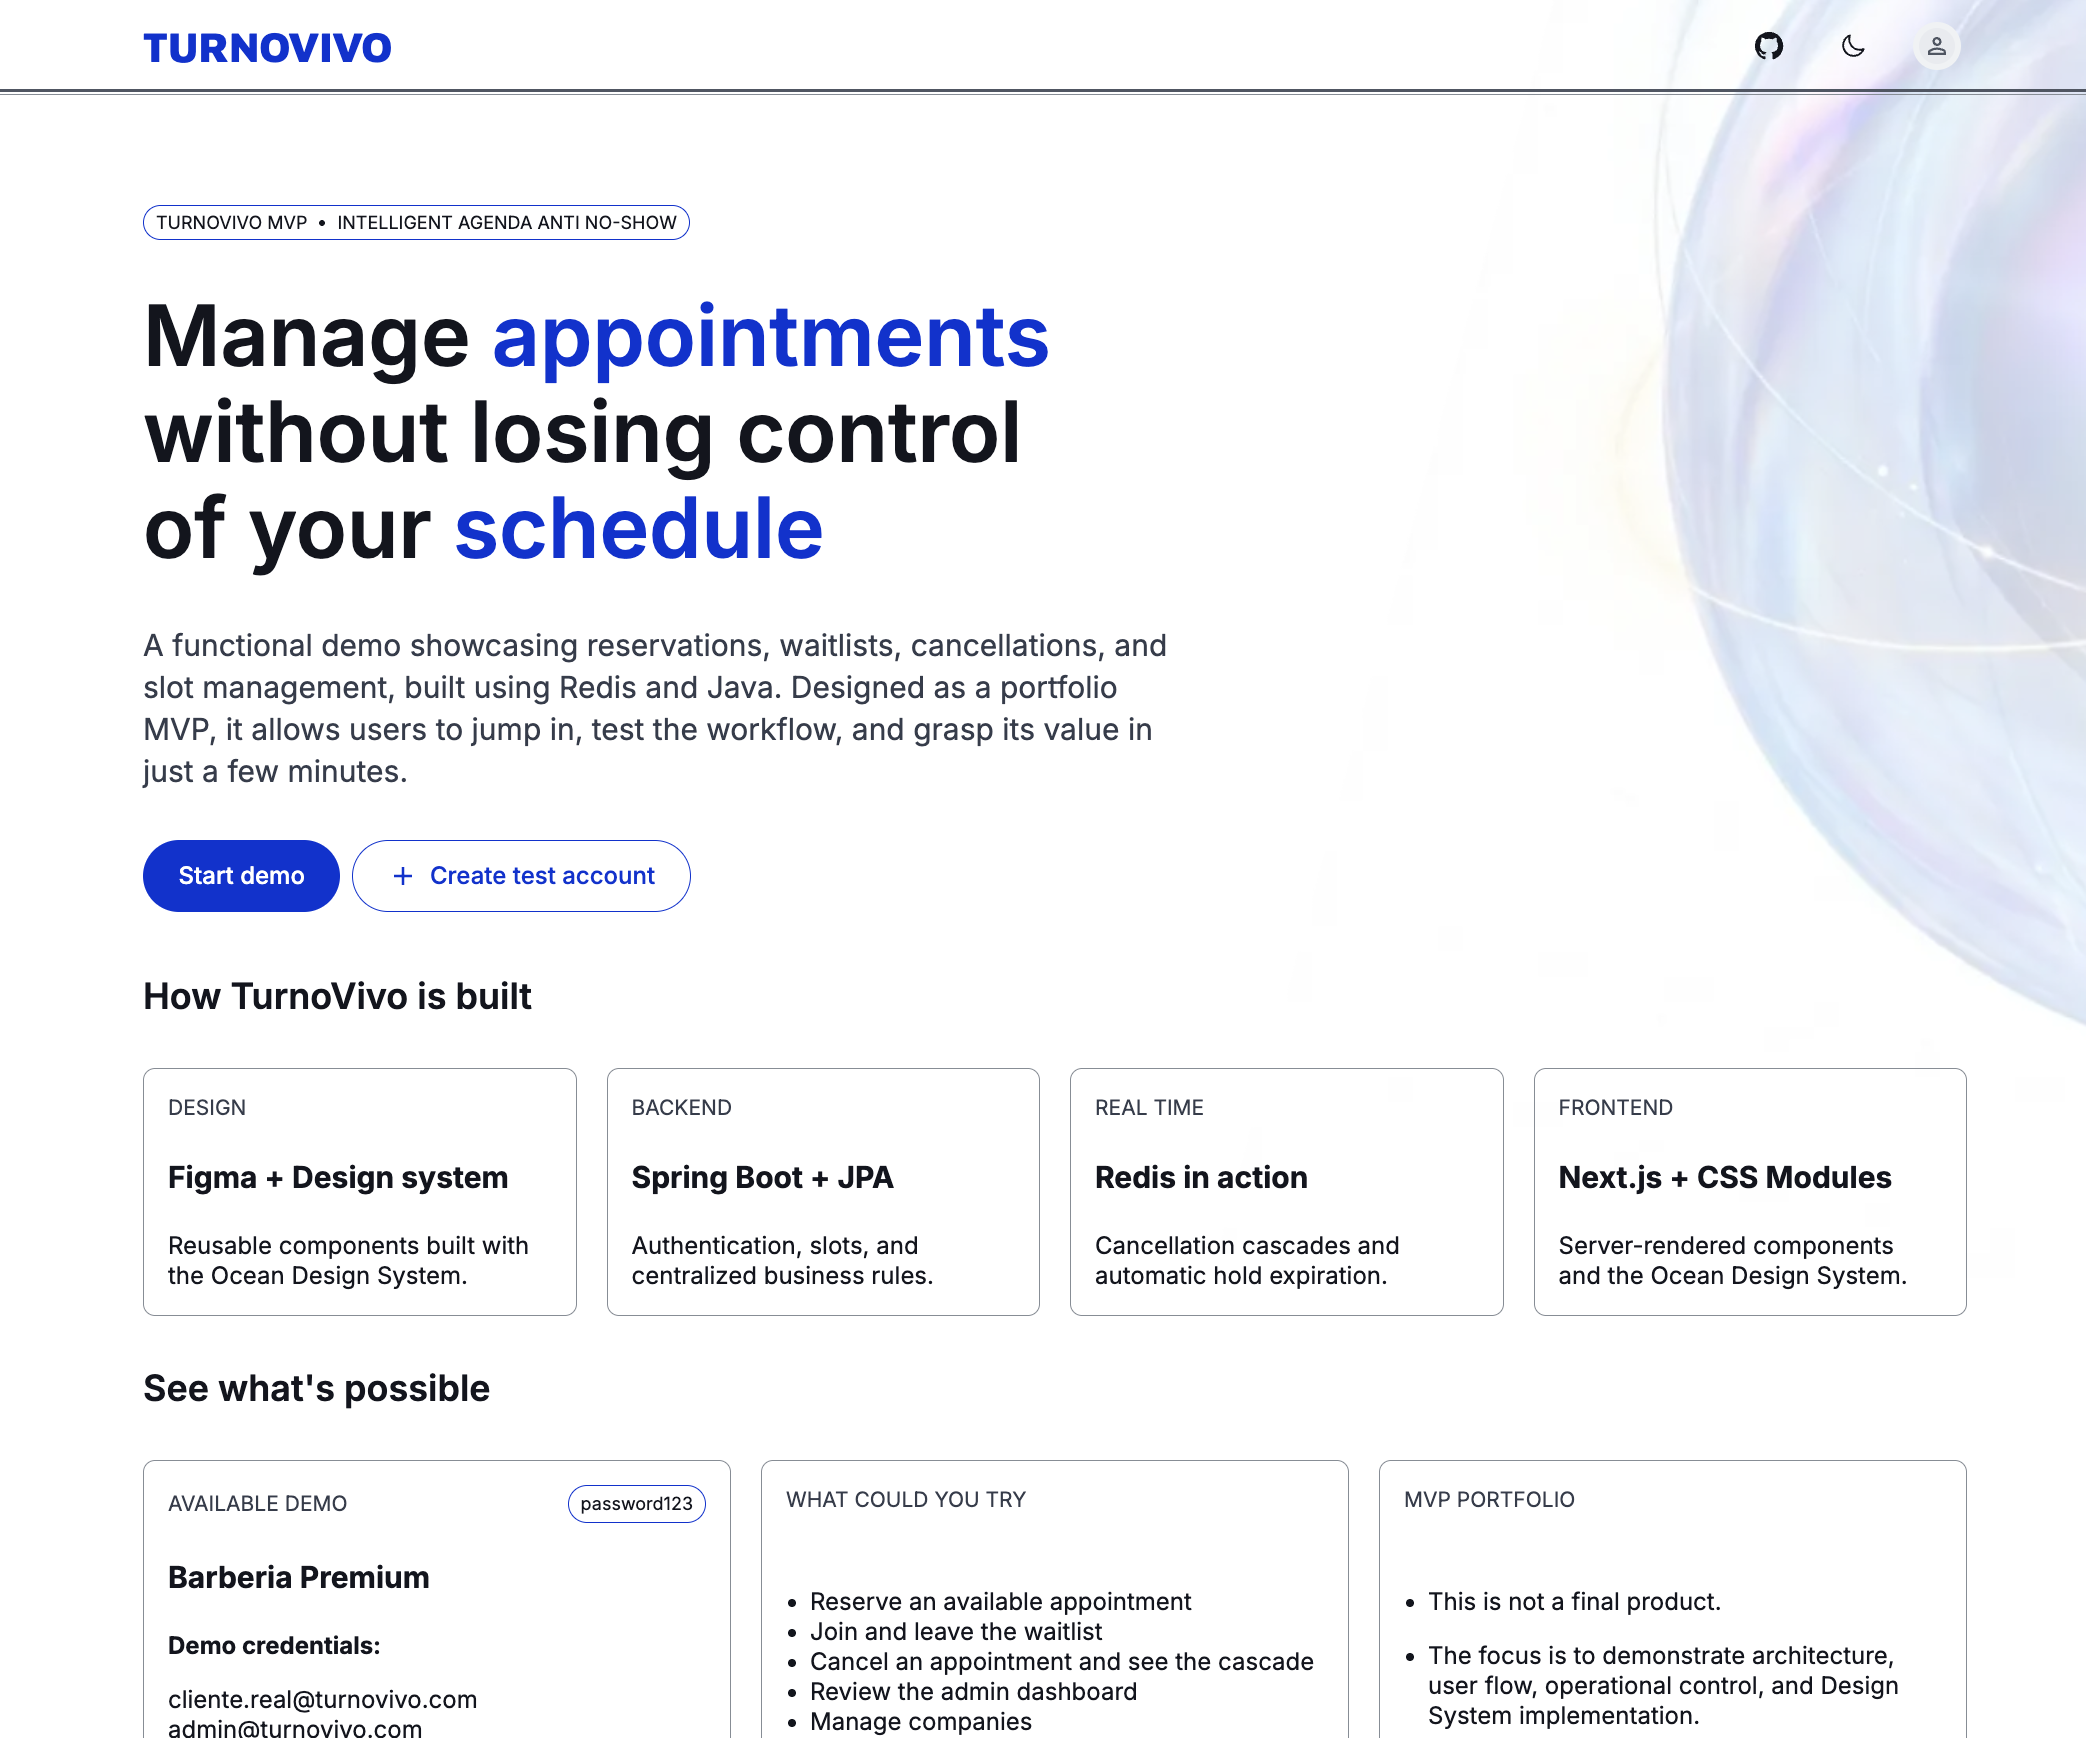 TURNOVIVO
TURNOVIVO MVP • INTELLIGENT AGENDA ANTI NO-SHOW
Manage appointments
without losing control
of your schedule
A functional demo showcasing reservations, waitlists, cancellations, and
slot management, built using Redis and Java. Designed as a portfolio
MVP, it allows users to jump in, test the workflow, and grasp its value in
just a few minutes.
Start demo
+ Create test account
How TurnoVivo is built
DESIGN
Figma + Design system
Reusable components built with
the Ocean Design System.
BACKEND
Spring Boot + JPA
Authentication, slots, and
centralized business rules.
REAL TIME
Redis in action
Cancellation cascades and
automatic hold expiration.
FRONTEND
Next.js + CSS Modules
Server-rendered components
and the Ocean Design System.
See what's possible
AVAILABLE DEMO
password123
Barberia Premium
Demo credentials:
cliente.real@turnovivo.com
admin@turnovivo.com
WHAT COULD YOU TRY
• Reserve an available appointment
• Join and leave the waitlist
• Cancel an appointment and see the cascade
• Review the admin dashboard
• Manage companies
MVP PORTFOLIO
• This is not a final product.
• The focus is to demonstrate architecture,
user flow, operational control, and Design
System implementation.